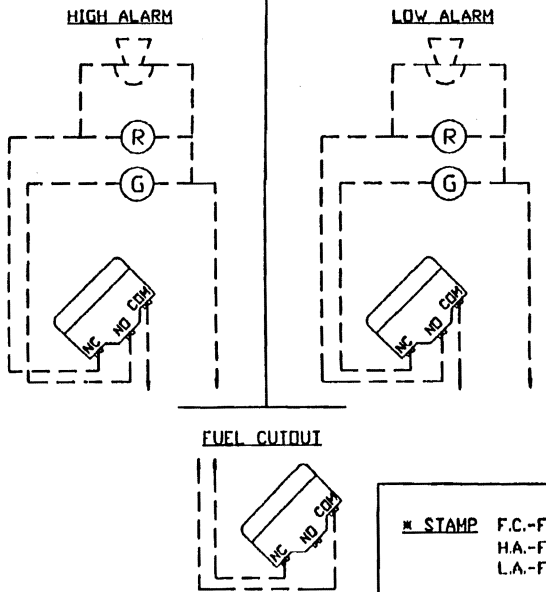 HIGH ALARM
LOW ALARM
R
R
G
G
NC NO COM
NC NO COM
FUEL CUTOUT
NC NO COM
* STAMP F.C.-F
H.A.-F
L.A.-F